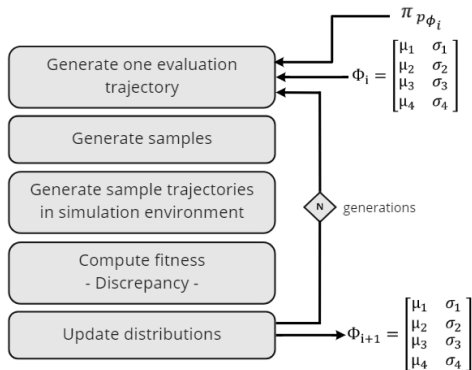 π p_ϕᵢ
Generate one evaluation
trajectory
Φᵢ = [μ₁ σ₁
μ₂ σ₂
μ₃ σ₃
μ₄ σ₄]
Generate samples
Generate sample trajectories
in simulation environment
N
generations
Compute fitness
- Discrepancy -
Update distributions
Φᵢ₊₁ = [μ₁ σ₁
μ₂ σ₂
μ₃ σ₃
μ₄ σ₄]